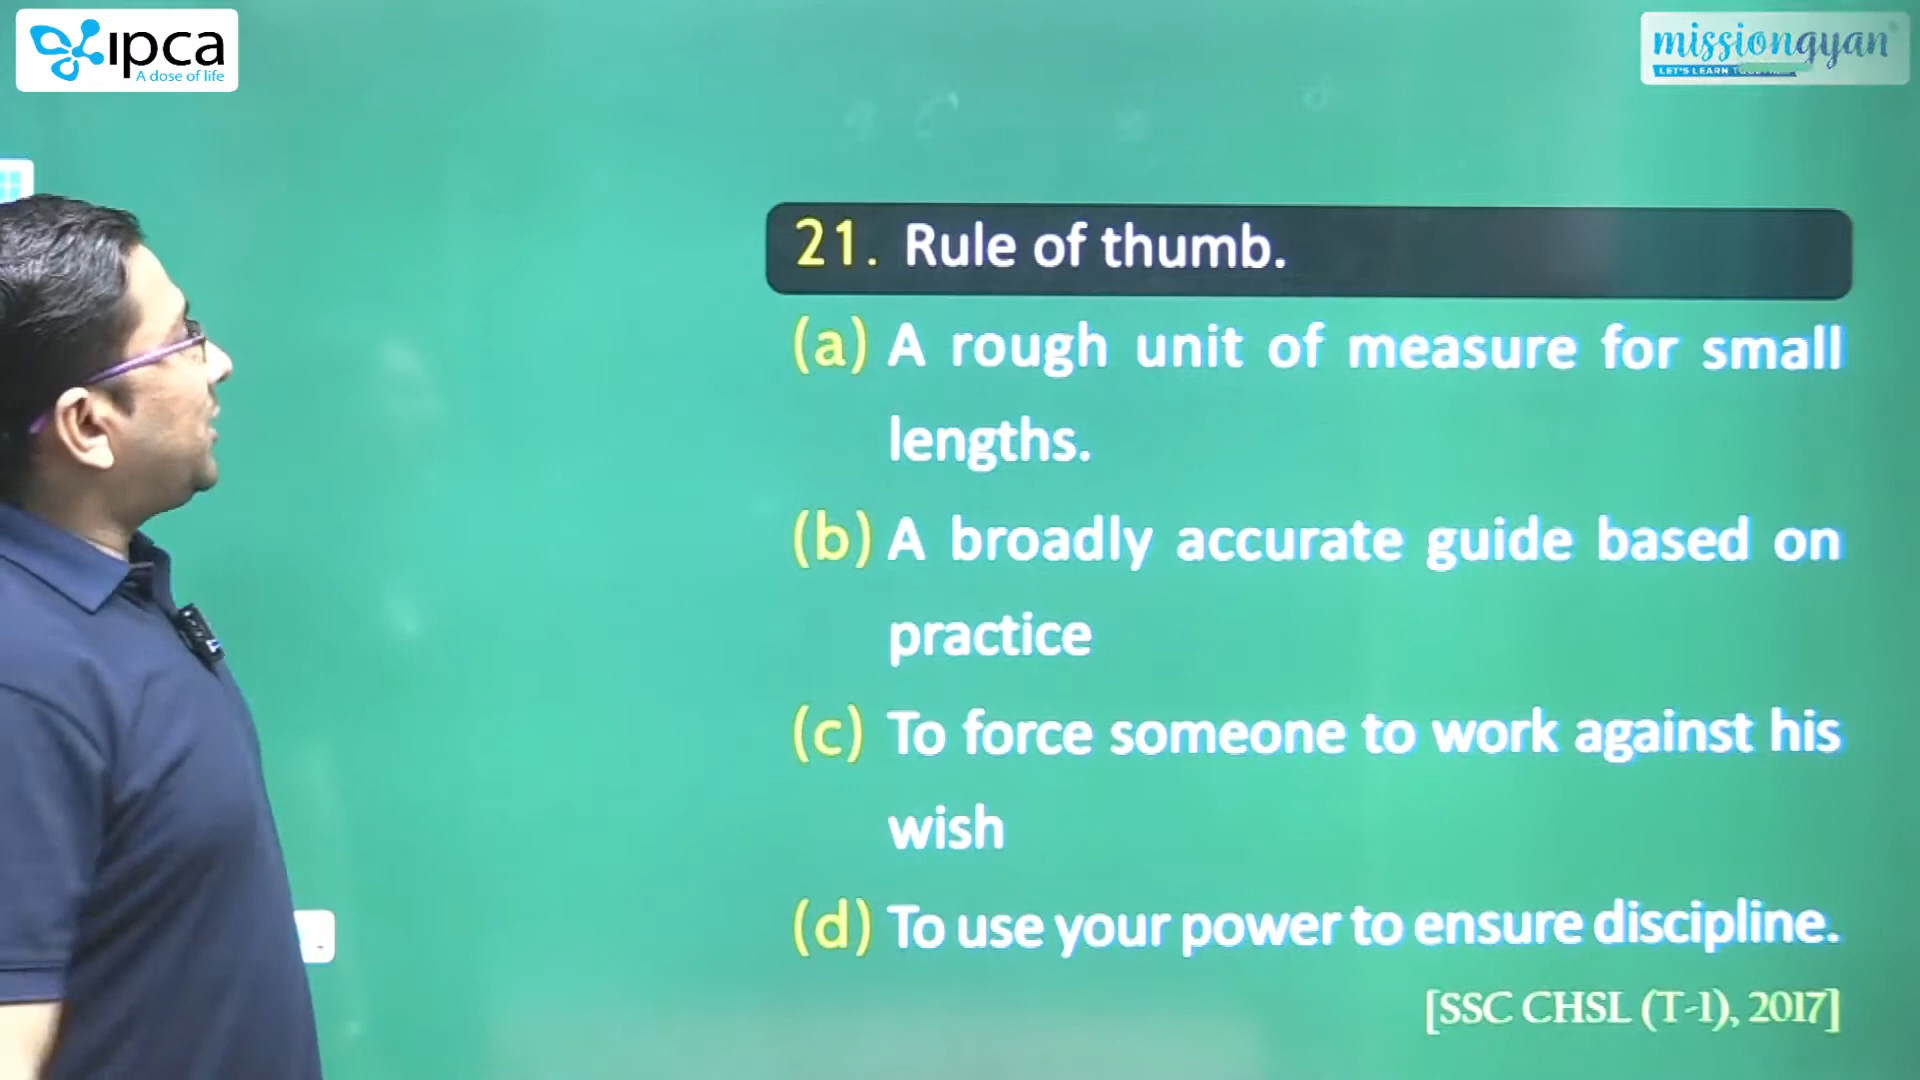 ipca
A dose of life
missiongyan
LET'S LEARN
21. Rule of thumb.
(a) A rough unit of measure for small
lengths.
(b) A broadly accurate guide based on
practice
(c) To force someone to work against his
wish
(d) To use your power to ensure discipline.
[SSC CHSL (T-1), 2017]